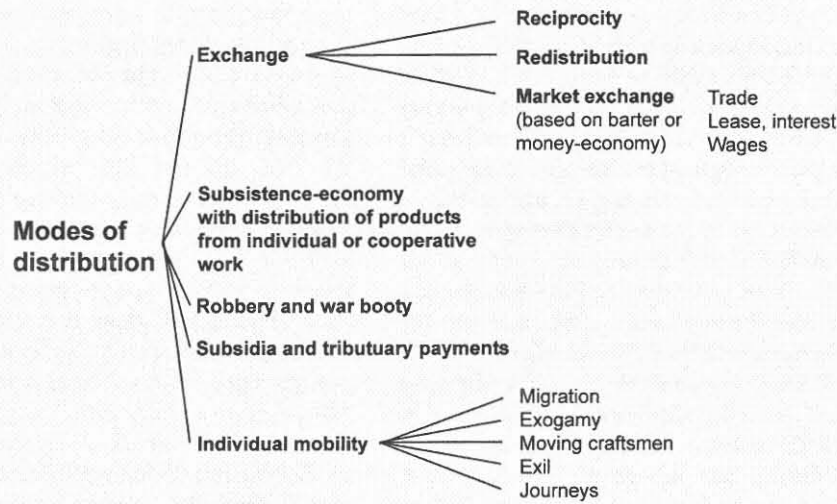 Modes of
distribution
Exchange
Reciprocity
Redistribution
Market exchange
(based on barter or
money-economy)
Trade
Lease, interest
Wages
Subsistence-economy
with distribution of products
from individual or cooperative
work
Robbery and war booty
Subsidia and tributuary payments
Individual mobility
Migration
Exogamy
Moving craftsmen
Exil
Journeys